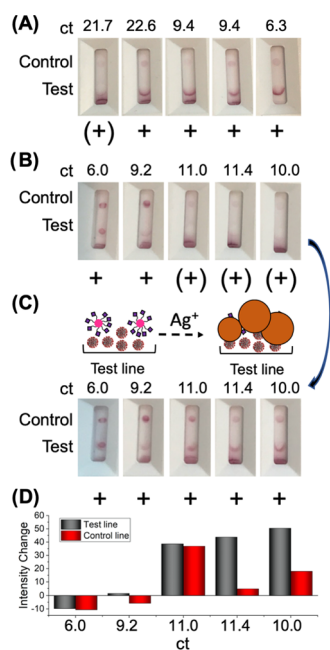 (A)
ct 21.7 22.6 9.4 9.4 6.3
Control
Test
(+) + + + +
(B)
ct 6.0 9.2 11.0 11.4 10.0
Control
Test
+ + (+) (+) (+)
(C)
Ag⁺
Test line Test line
ct 6.0 9.2 11.0 11.4 10.0
Control
Test
+ + + + +
(D)
Intensity Change
60
50
40
30
20
10
0
-10
Test line
Control line
6.0 9.2 11.0 11.4 10.0
ct